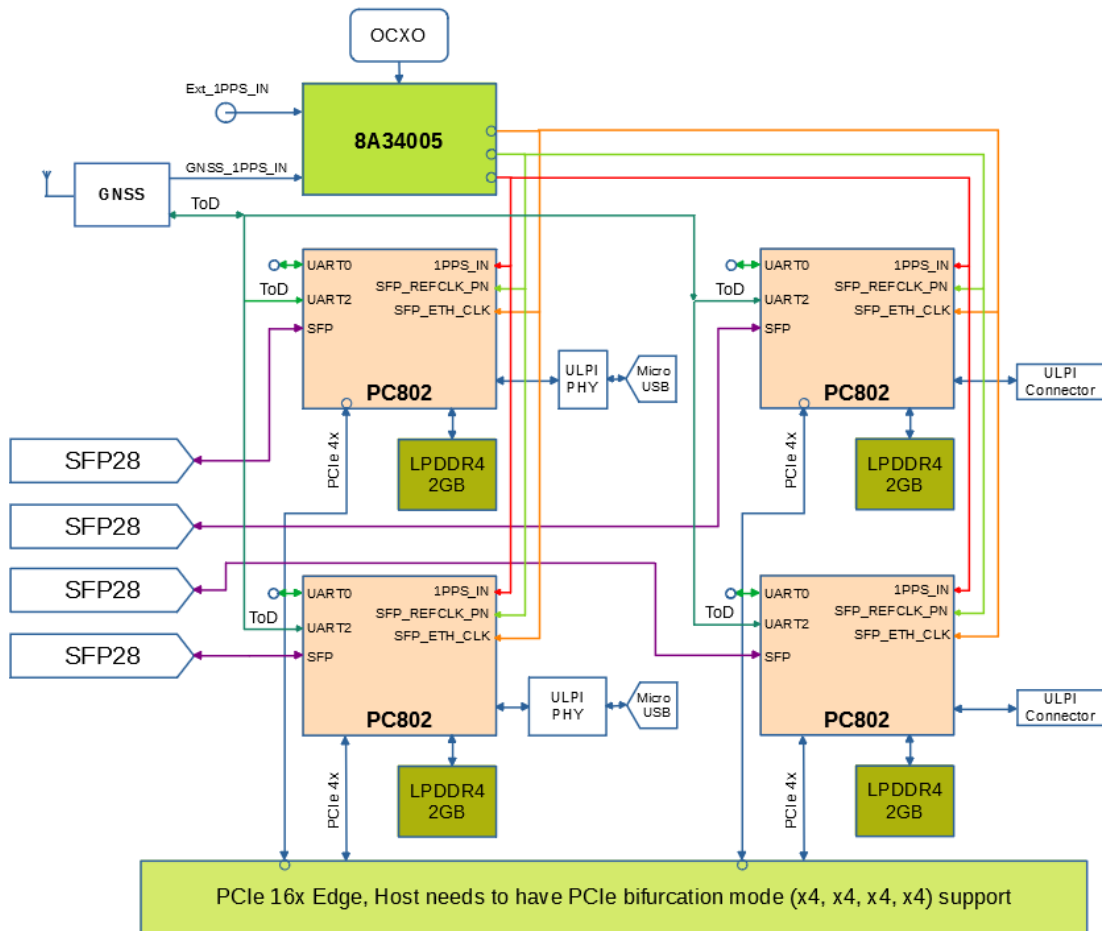 OCXO
Ext_1PPS_IN
8A34005
GNSS_1PPS_IN
GNSS
ToD
UART0
1PPS_IN
SFP_REFCLK_PN
ToD
UART2
SFP_ETH_CLK
SFP
PC802
ULPI
PHY
Micro
USB
PCIe 4x
LPDDR4
2GB
UART0
1PPS_IN
SFP_REFCLK_PN
ToD
UART2
SFP_ETH_CLK
SFP
PC802
ULPI
Connector
PCIe 4x
LPDDR4
2GB
SFP28
SFP28
SFP28
SFP28
UART0
1PPS_IN
SFP_REFCLK_PN
ToD
UART2
SFP_ETH_CLK
SFP
PC802
ULPI
PHY
Micro
USB
PCIe 4x
LPDDR4
2GB
UART0
1PPS_IN
SFP_REFCLK_PN
ToD
UART2
SFP_ETH_CLK
SFP
PC802
ULPI
Connector
PCIe 4x
LPDDR4
2GB
PCIe 16x Edge, Host needs to have PCIe bifurcation mode (x4, x4, x4, x4) support